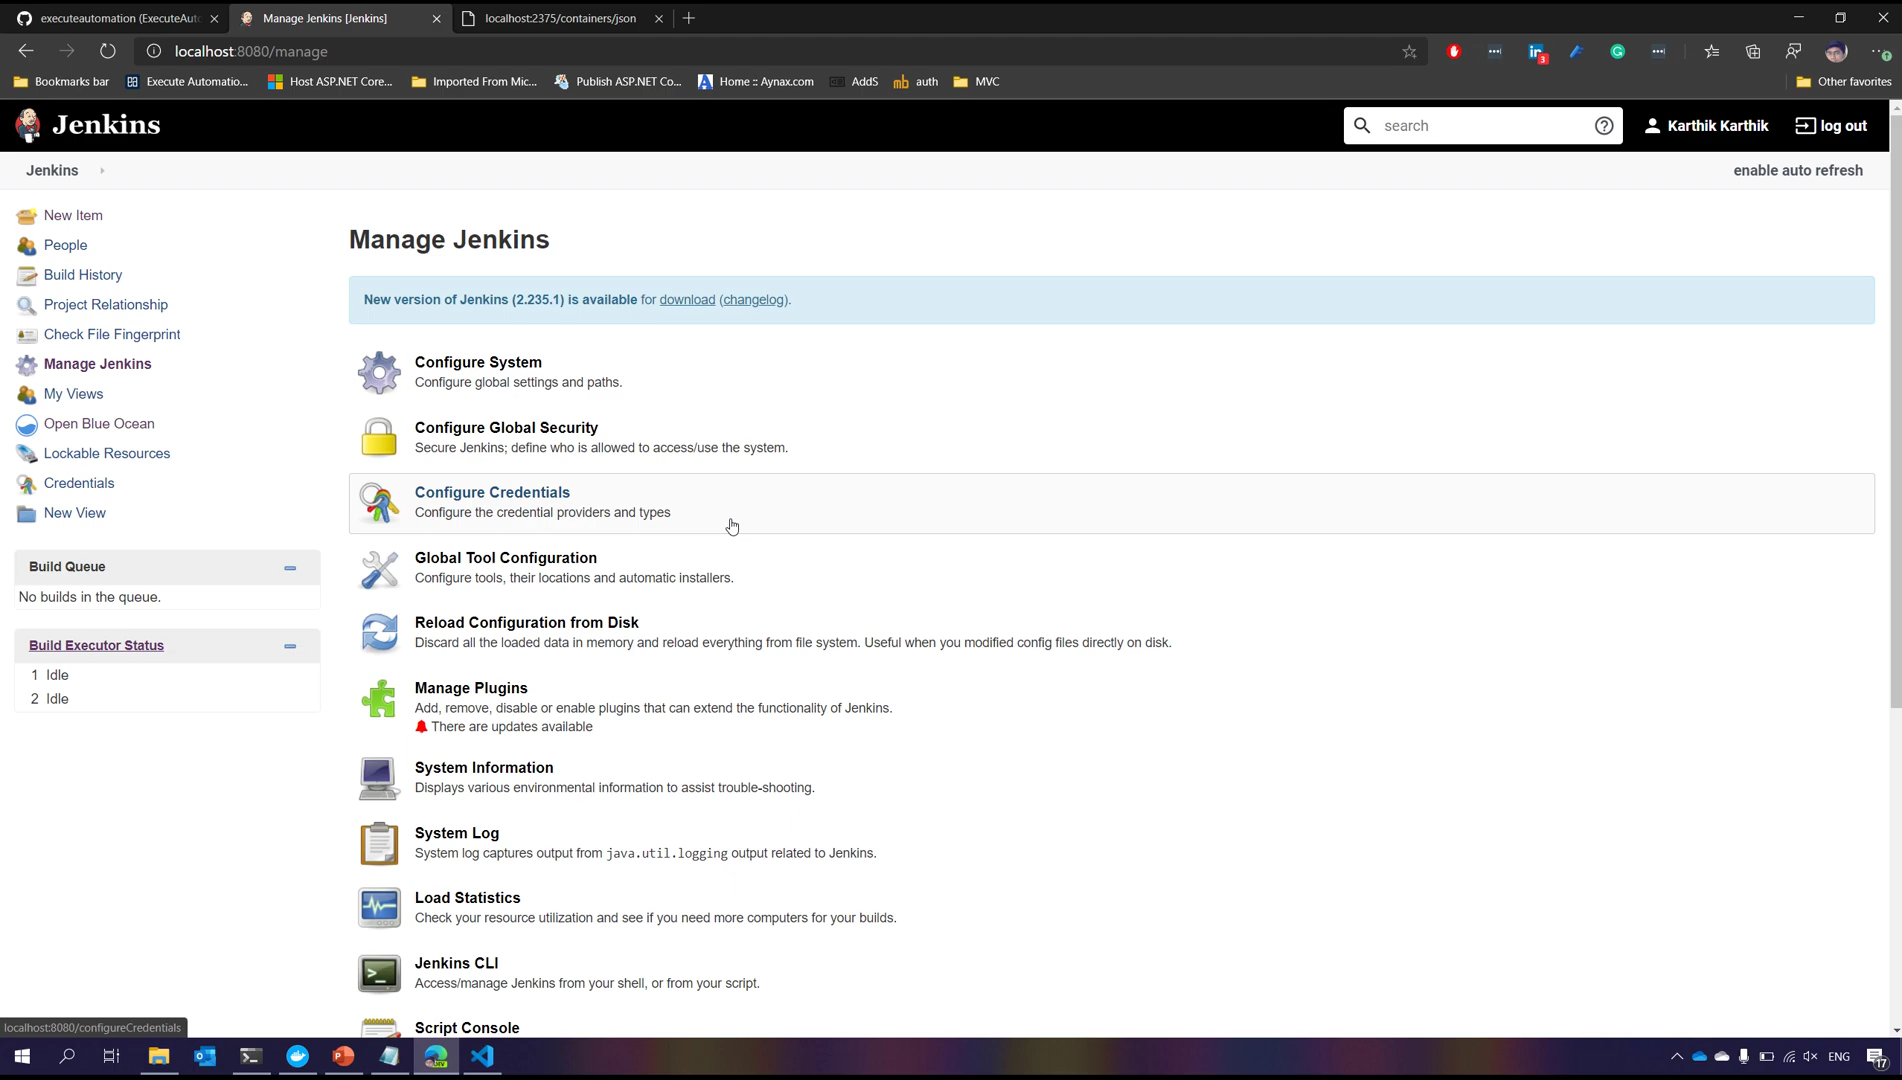 executeautomation (ExecuteAuto
Manage Jenkins [Jenkins]
localhost:2375/containers/json
localhost:8080/manage
3
Bookmarks bar
Execute Automatio...
Host ASP.NET Core...
Imported From Mic...
Publish ASP.NET Co...
Home :: Aynax.com
AddS
auth
MVC
Other favorites
Jenkins
search
Karthik Karthik
log out
Jenkins
enable auto refresh
New Item
People
Build History
Project Relationship
Check File Fingerprint
Manage Jenkins
My Views
Open Blue Ocean
Lockable Resources
Credentials
New View
Build Queue
No builds in the queue.
Build Executor Status
1 Idle
2 Idle
Manage Jenkins
New version of Jenkins (2.235.1) is available for download (changelog).
Configure System
Configure global settings and paths.
Configure Global Security
Secure Jenkins; define who is allowed to access/use the system.
Configure Credentials
Configure the credential providers and types
Global Tool Configuration
Configure tools, their locations and automatic installers.
Reload Configuration from Disk
Discard all the loaded data in memory and reload everything from file system. Useful when you modified config files directly on disk.
Manage Plugins
Add, remove, disable or enable plugins that can extend the functionality of Jenkins.
There are updates available
System Information
Displays various environmental information to assist trouble-shooting.
System Log
System log captures output from java.util.logging output related to Jenkins.
Load Statistics
Check your resource utilization and see if you need more computers for your builds.
Jenkins CLI
Access/manage Jenkins from your shell, or from your script.
Script Console
localhost:8080/configureCredentials
ENG
17